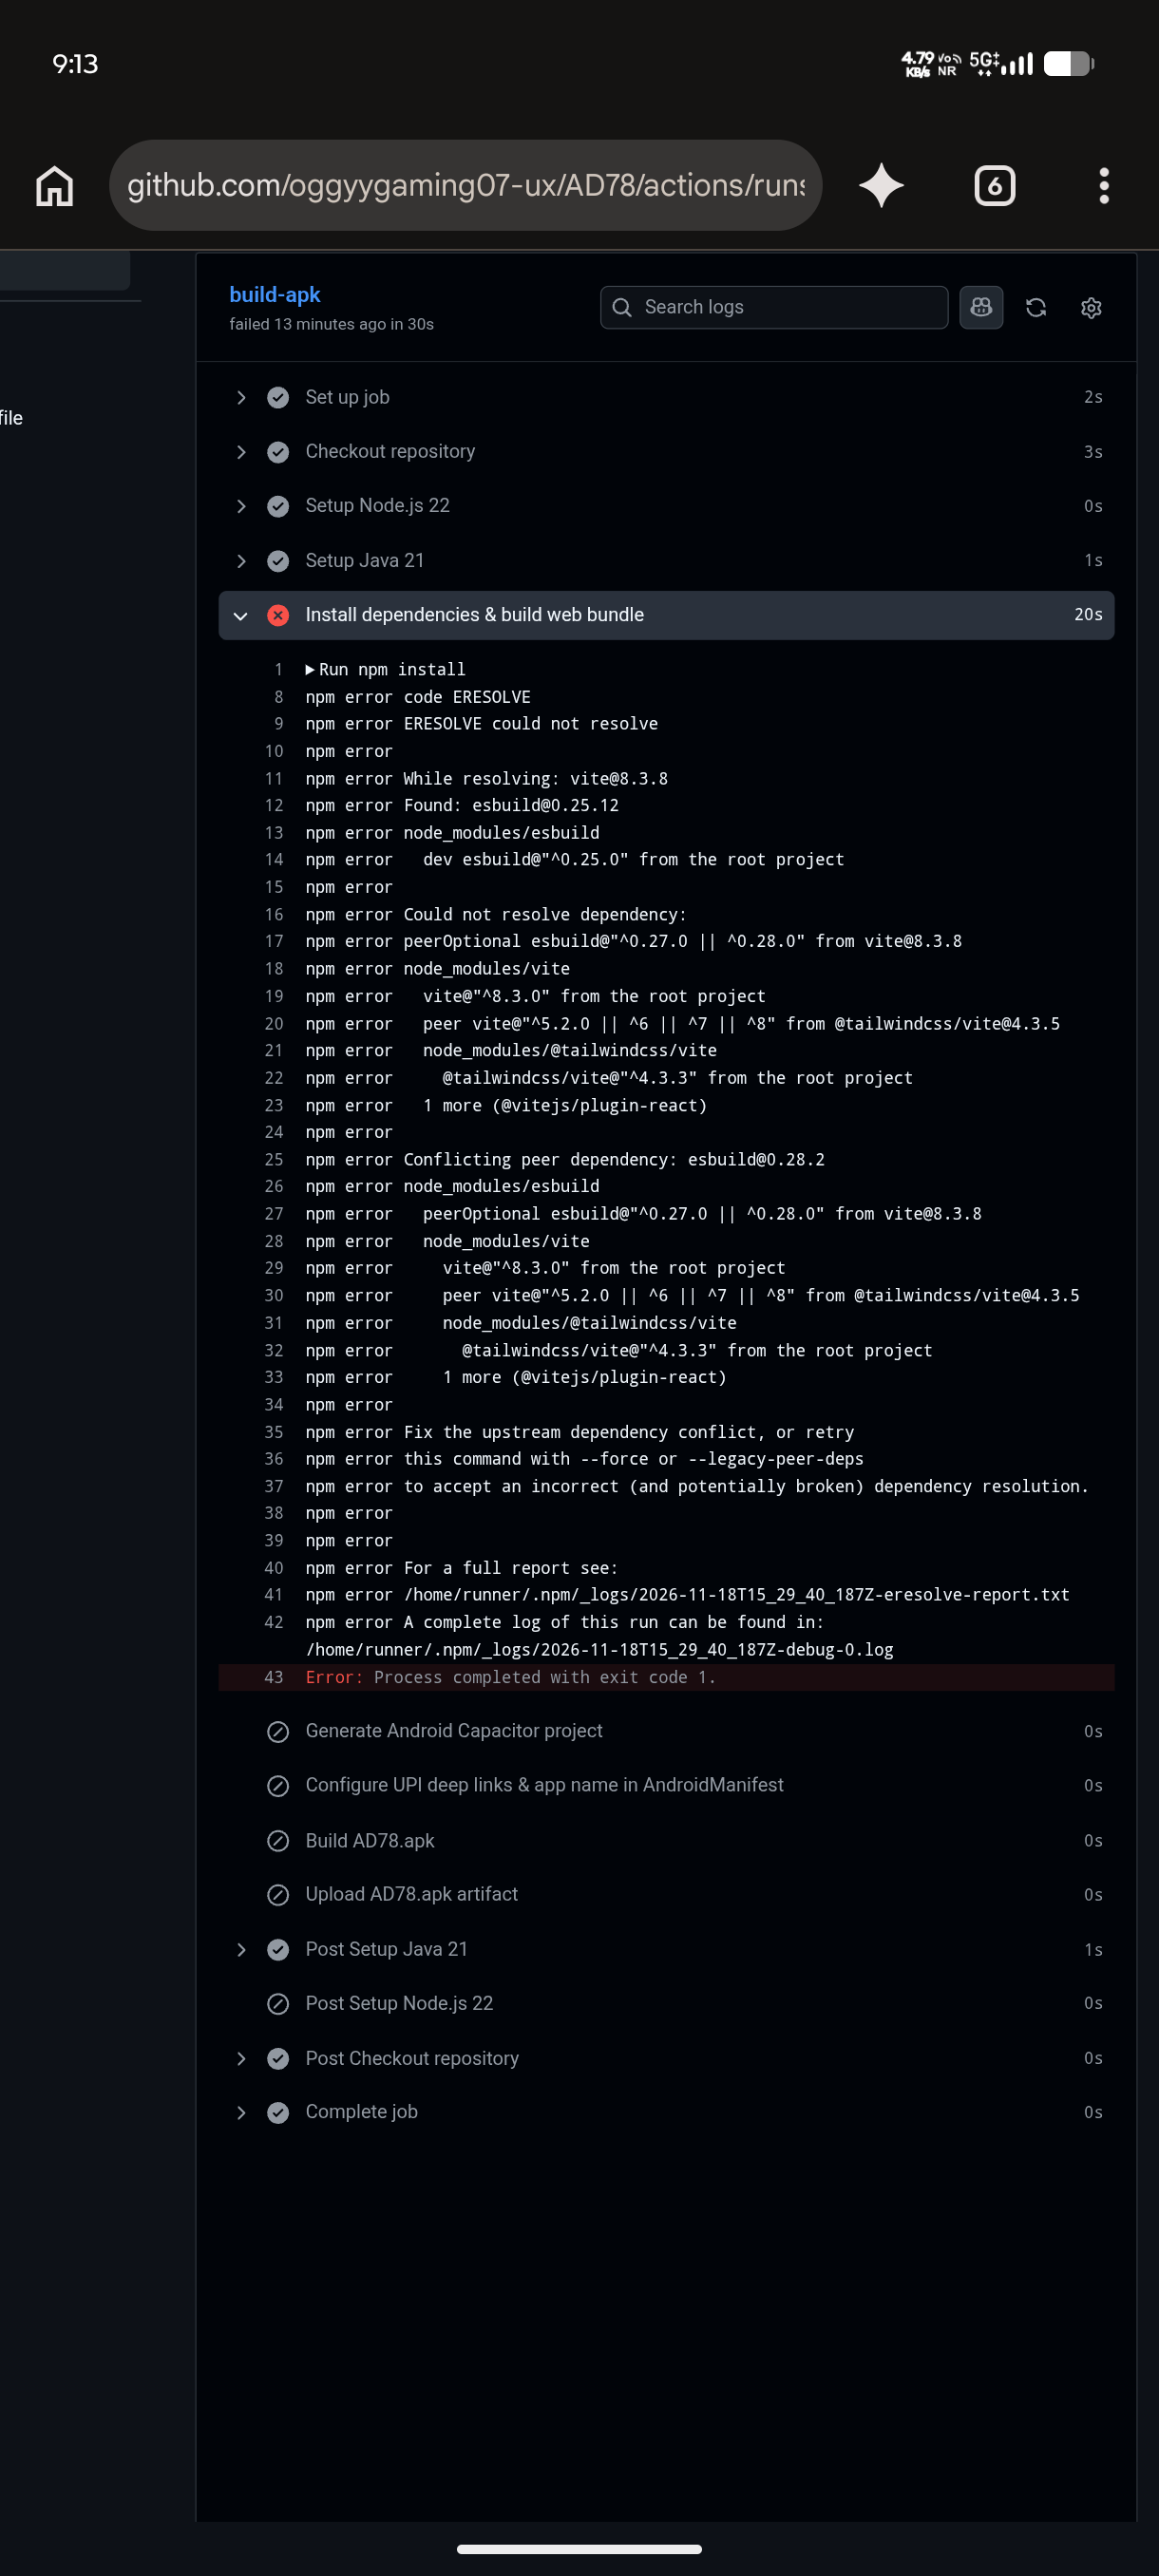 9:13
4.79 KB/s Vo NR 5G‡
github.com/oggyygaming07-ux/AD78/actions/runs
6
build-apk
failed 13 minutes ago in 30s
Search logs
file
Set up job 2s
Checkout repository 3s
Setup Node.js 22 0s
Setup Java 21 1s
Install dependencies & build web bundle 20s
1 Run npm install
8 npm error code ERESOLVE
9 npm error ERESOLVE could not resolve
10 npm error
11 npm error While resolving: vite@8.3.8
12 npm error Found: esbuild@0.25.12
13 npm error node_modules/esbuild
14 npm error   dev esbuild@"^0.25.0" from the root project
15 npm error
16 npm error Could not resolve dependency:
17 npm error peerOptional esbuild@"^0.27.0 || ^0.28.0" from vite@8.3.8
18 npm error node_modules/vite
19 npm error   vite@"^8.3.0" from the root project
20 npm error   peer vite@"^5.2.0 || ^6 || ^7 || ^8" from @tailwindcss/vite@4.3.5
21 npm error   node_modules/@tailwindcss/vite
22 npm error     @tailwindcss/vite@"^4.3.3" from the root project
23 npm error   1 more (@vitejs/plugin-react)
24 npm error
25 npm error Conflicting peer dependency: esbuild@0.28.2
26 npm error node_modules/esbuild
27 npm error   peerOptional esbuild@"^0.27.0 || ^0.28.0" from vite@8.3.8
28 npm error   node_modules/vite
29 npm error     vite@"^8.3.0" from the root project
30 npm error     peer vite@"^5.2.0 || ^6 || ^7 || ^8" from @tailwindcss/vite@4.3.5
31 npm error     node_modules/@tailwindcss/vite
32 npm error       @tailwindcss/vite@"^4.3.3" from the root project
33 npm error     1 more (@vitejs/plugin-react)
34 npm error
35 npm error Fix the upstream dependency conflict, or retry
36 npm error this command with --force or --legacy-peer-deps
37 npm error to accept an incorrect (and potentially broken) dependency resolution.
38 npm error
39 npm error
40 npm error For a full report see:
41 npm error /home/runner/.npm/_logs/2026-11-18T15_29_40_187Z-eresolve-report.txt
42 npm error A complete log of this run can be found in:
/home/runner/.npm/_logs/2026-11-18T15_29_40_187Z-debug-0.log
43 Error: Process completed with exit code 1.
Generate Android Capacitor project 0s
Configure UPI deep links & app name in AndroidManifest 0s
Build AD78.apk 0s
Upload AD78.apk artifact 0s
Post Setup Java 21 1s
Post Setup Node.js 22 0s
Post Checkout repository 0s
Complete job 0s